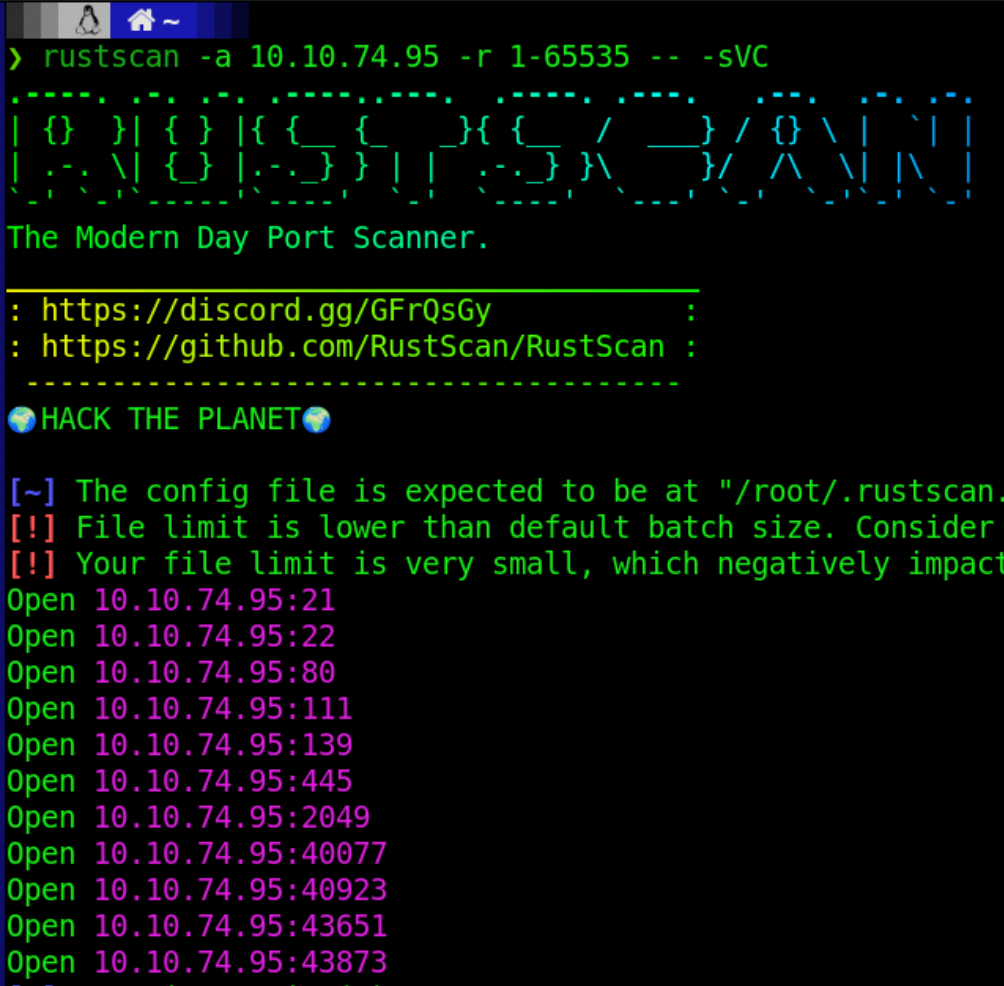 ~
❯ rustscan -a 10.10.74.95 -r 1-65535 -- -sVC
.----. .-. .-. .----..---.  .----. .---.   .--.  .-. .-.
| {}  }| { } |{ {__ {_   _}{ {__  /  ___} / {} \ |  `| |
| .-. \| {_} |.-._} } | |  .-._} }\     }/  /\  \| |\  |
`-' `-'`-----'`----'  `-'  `----'  `---' `-'  `-'`-' `-'
The Modern Day Port Scanner.
________________________________________
: https://discord.gg/GFrQsGy           :
: https://github.com/RustScan/RustScan :
 --------------------------------------
🌍HACK THE PLANET🌍
[~] The config file is expected to be at "/root/.rustscan.
[!] File limit is lower than default batch size. Consider
[!] Your file limit is very small, which negatively impact
Open 10.10.74.95:21
Open 10.10.74.95:22
Open 10.10.74.95:80
Open 10.10.74.95:111
Open 10.10.74.95:139
Open 10.10.74.95:445
Open 10.10.74.95:2049
Open 10.10.74.95:40077
Open 10.10.74.95:40923
Open 10.10.74.95:43651
Open 10.10.74.95:43873